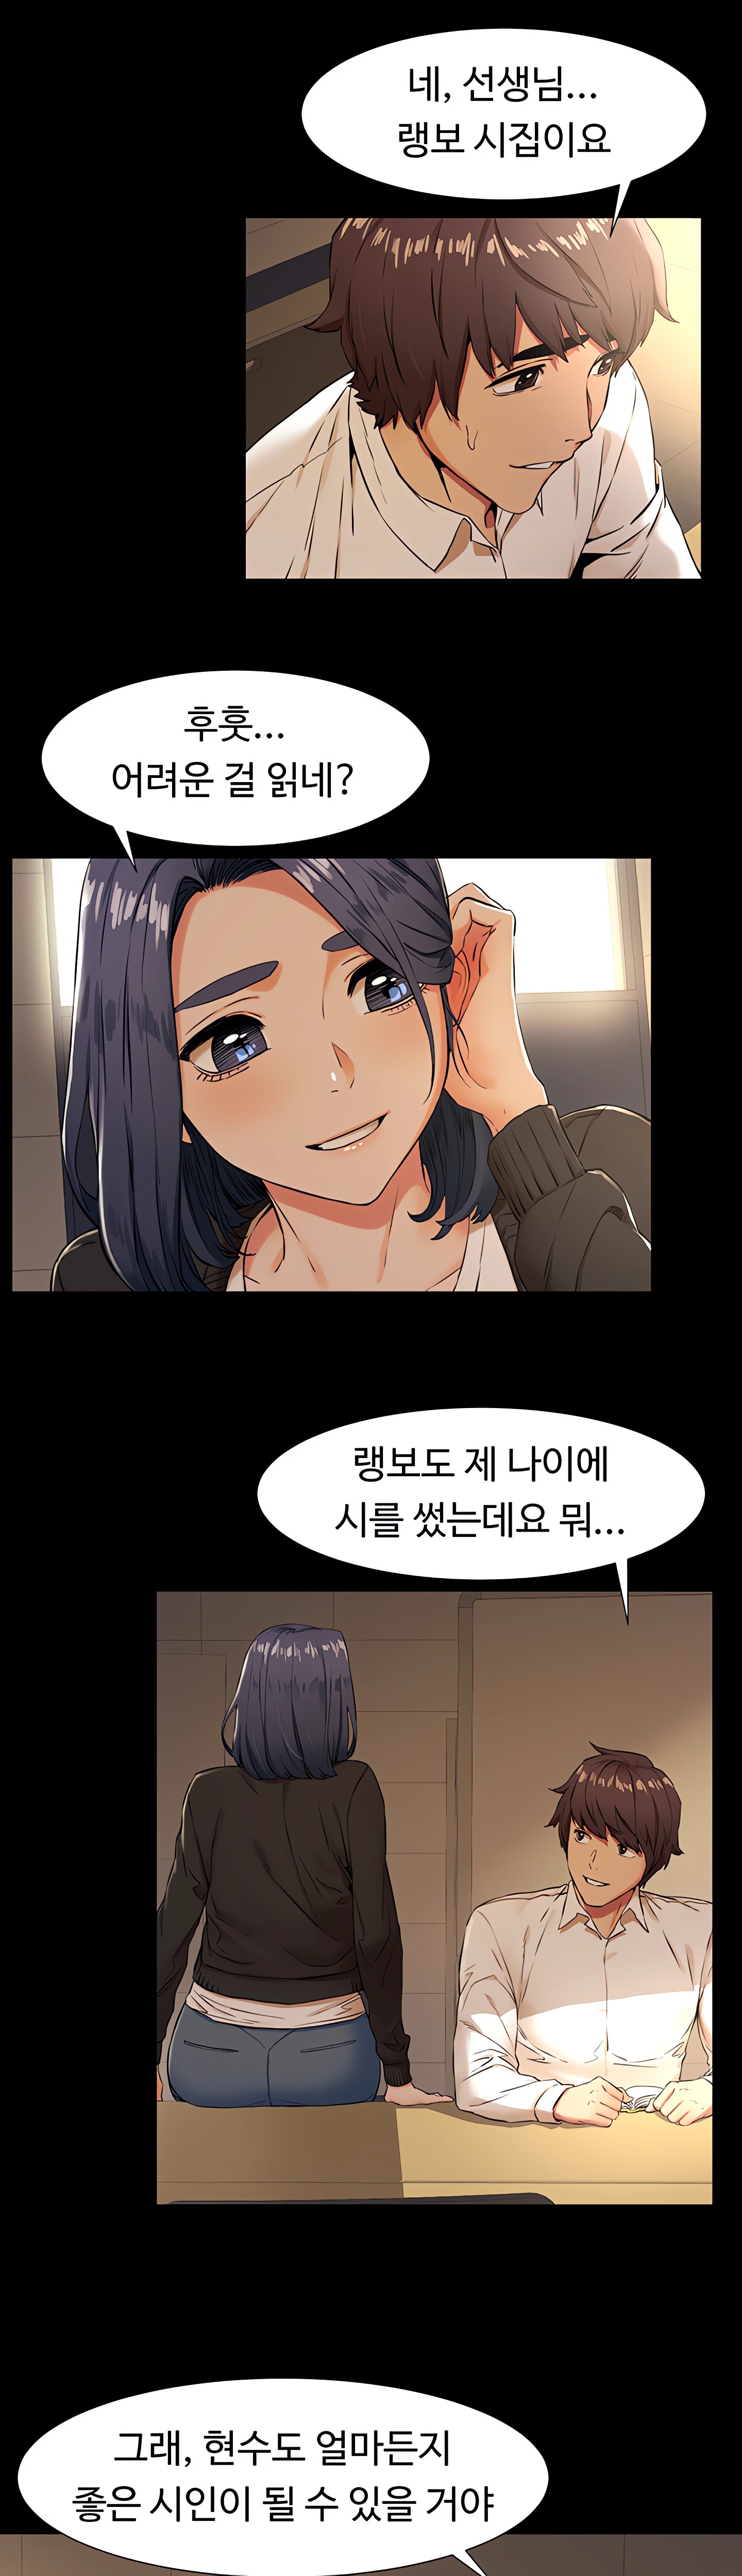 네, 선생님...
랭보 시집이요
후훗...
어려운 걸 읽네?
랭보도 제 나이에
시를 썼는데요 뭐...
그래, 현수도 얼마든지
좋은 시인이 될 수 있을 거야